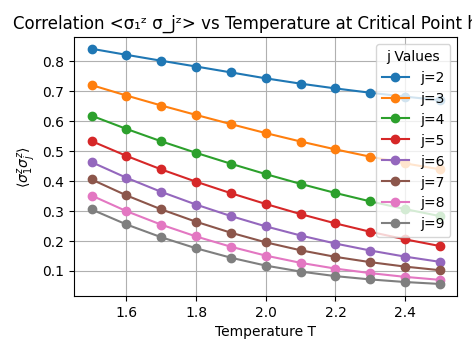 Correlation <σ₁ᶻ σ_jᶻ> vs Temperature at Critical Point h
j Values
j=2
j=3
j=4
j=5
j=6
j=7
j=8
j=9
⟨σ₁ᶻσⱼᶻ⟩
0.8
0.7
0.6
0.5
0.4
0.3
0.2
0.1
1.6 1.8 2.0 2.2 2.4
Temperature T